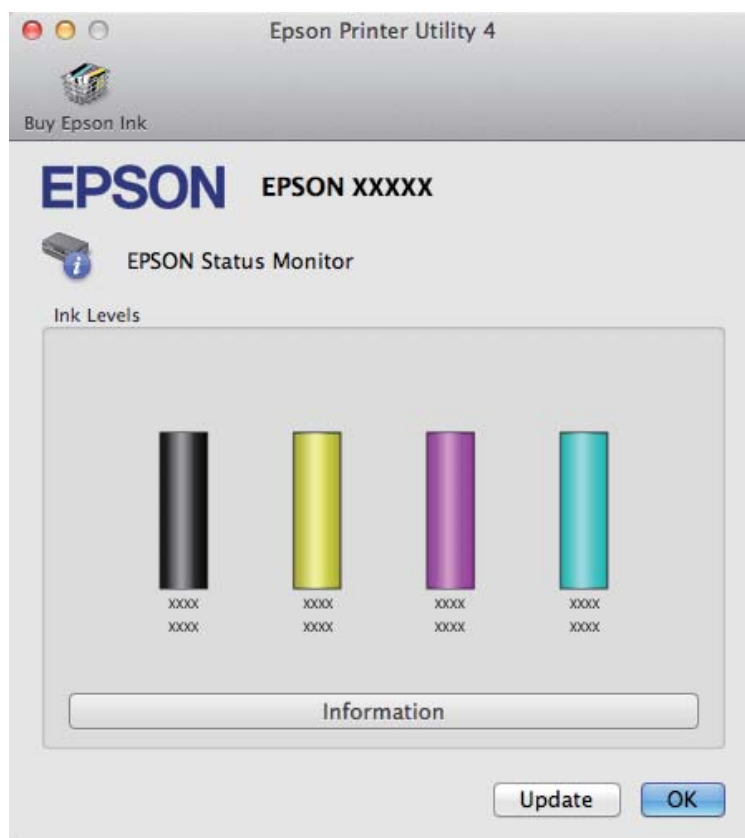 Epson Printer Utility 4
Buy Epson Ink
EPSON EPSON XXXXX
EPSON Status Monitor
Ink Levels
xxxx xxxx xxxx xxxx
xxxx xxxx xxxx xxxx
Information
Update OK